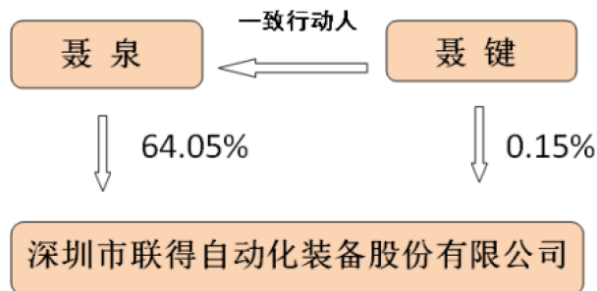 一致行动人
聂 泉
聂 键
64.05%
0.15%
深圳市联得自动化装备股份有限公司